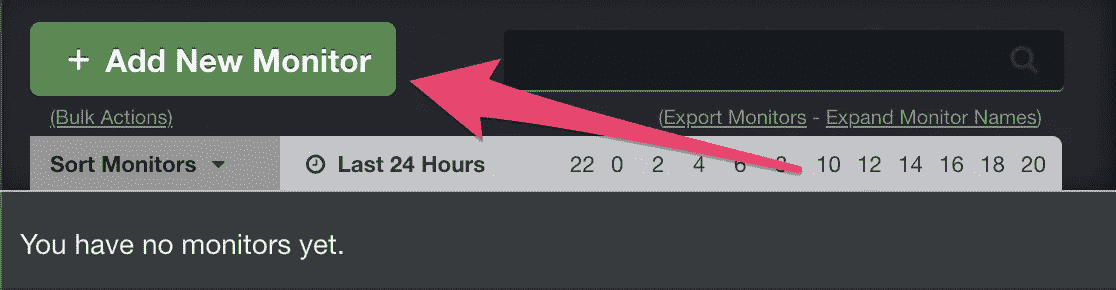 + Add New Monitor
(Bulk Actions)
(Export Monitors - Expand Monitor Names)
Sort Monitors Last 24 Hours 22 0 2 4 6 8 10 12 14 16 18 20
You have no monitors yet.